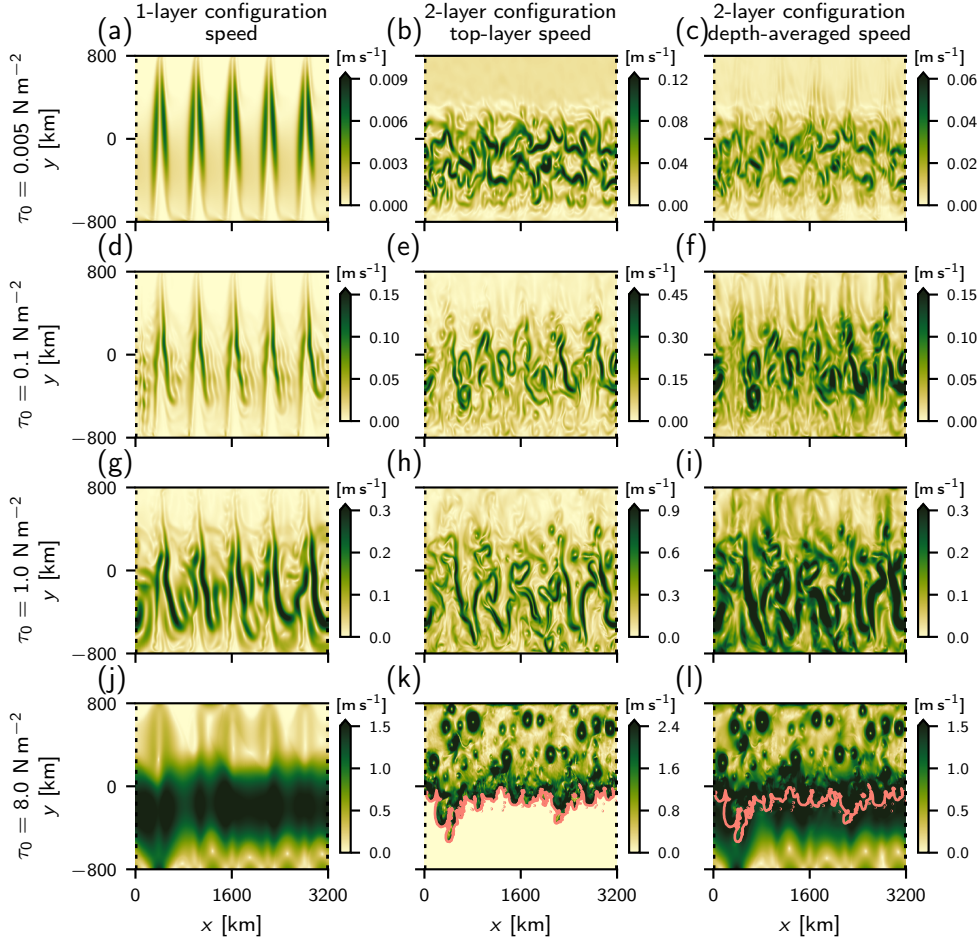 1-layer configuration
speed
2-layer configuration
top-layer speed
2-layer configuration
depth-averaged speed
(a)
(b)
(c)
[m s⁻¹]
[m s⁻¹]
[m s⁻¹]
τ₀ = 0.005 N m⁻²
y [km]
800
0
−800
0.009
0.006
0.003
0.000
0.12
0.08
0.04
0.00
0.06
0.04
0.02
0.00
(d)
(e)
(f)
[m s⁻¹]
[m s⁻¹]
[m s⁻¹]
τ₀ = 0.1 N m⁻²
y [km]
800
0
−800
0.15
0.10
0.05
0.00
0.45
0.30
0.15
0.00
0.15
0.10
0.05
0.00
(g)
(h)
(i)
[m s⁻¹]
[m s⁻¹]
[m s⁻¹]
τ₀ = 1.0 N m⁻²
y [km]
800
0
−800
0.3
0.2
0.1
0.0
0.9
0.6
0.3
0.0
0.3
0.2
0.1
0.0
(j)
(k)
(l)
[m s⁻¹]
[m s⁻¹]
[m s⁻¹]
τ₀ = 8.0 N m⁻²
y [km]
800
0
−800
1.5
1.0
0.5
0.0
2.4
1.6
0.8
0.0
1.5
1.0
0.5
0.0
0 1600 3200
0 1600 3200
0 1600 3200
x [km]
x [km]
x [km]